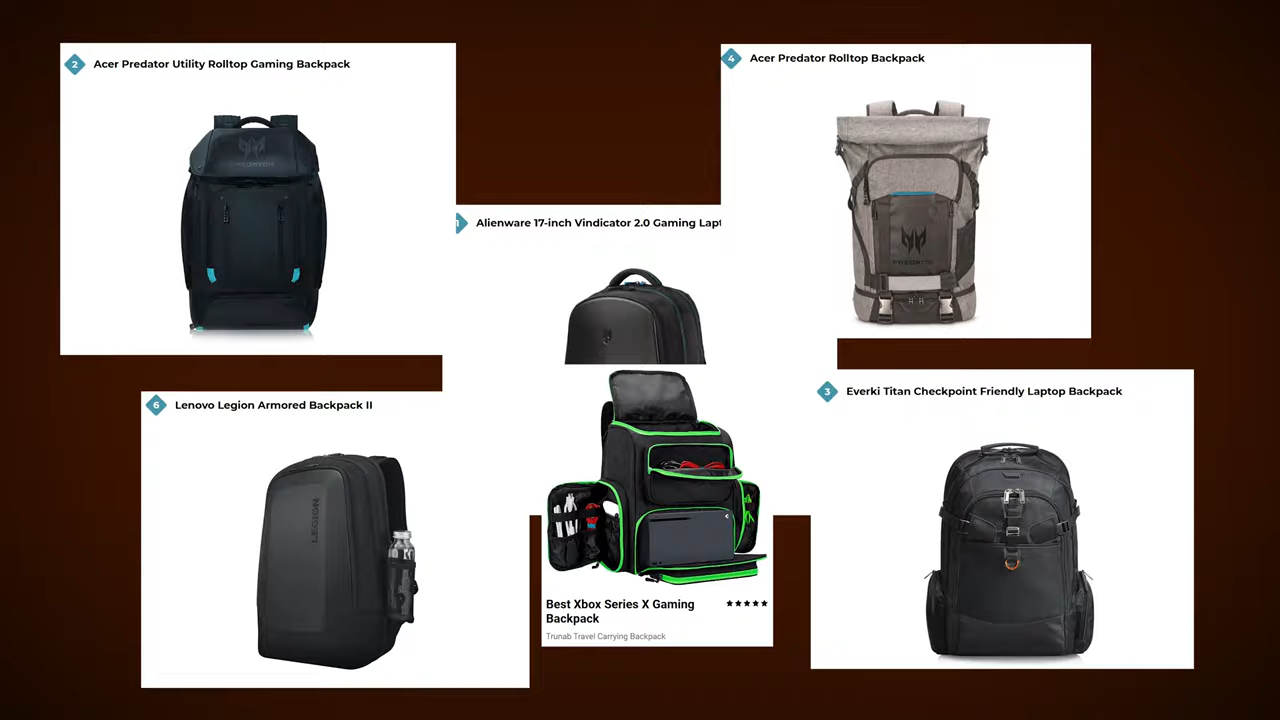 2
Acer Predator Utility Rolltop Gaming Backpack
4
Acer Predator Rolltop Backpack
1
Alienware 17-inch Vindicator 2.0 Gaming Lapt
6
Lenovo Legion Armored Backpack II
LEGION
3
Everki Titan Checkpoint Friendly Laptop Backpack
Best Xbox Series X Gaming
Backpack
Trunab Travel Carrying Backpack